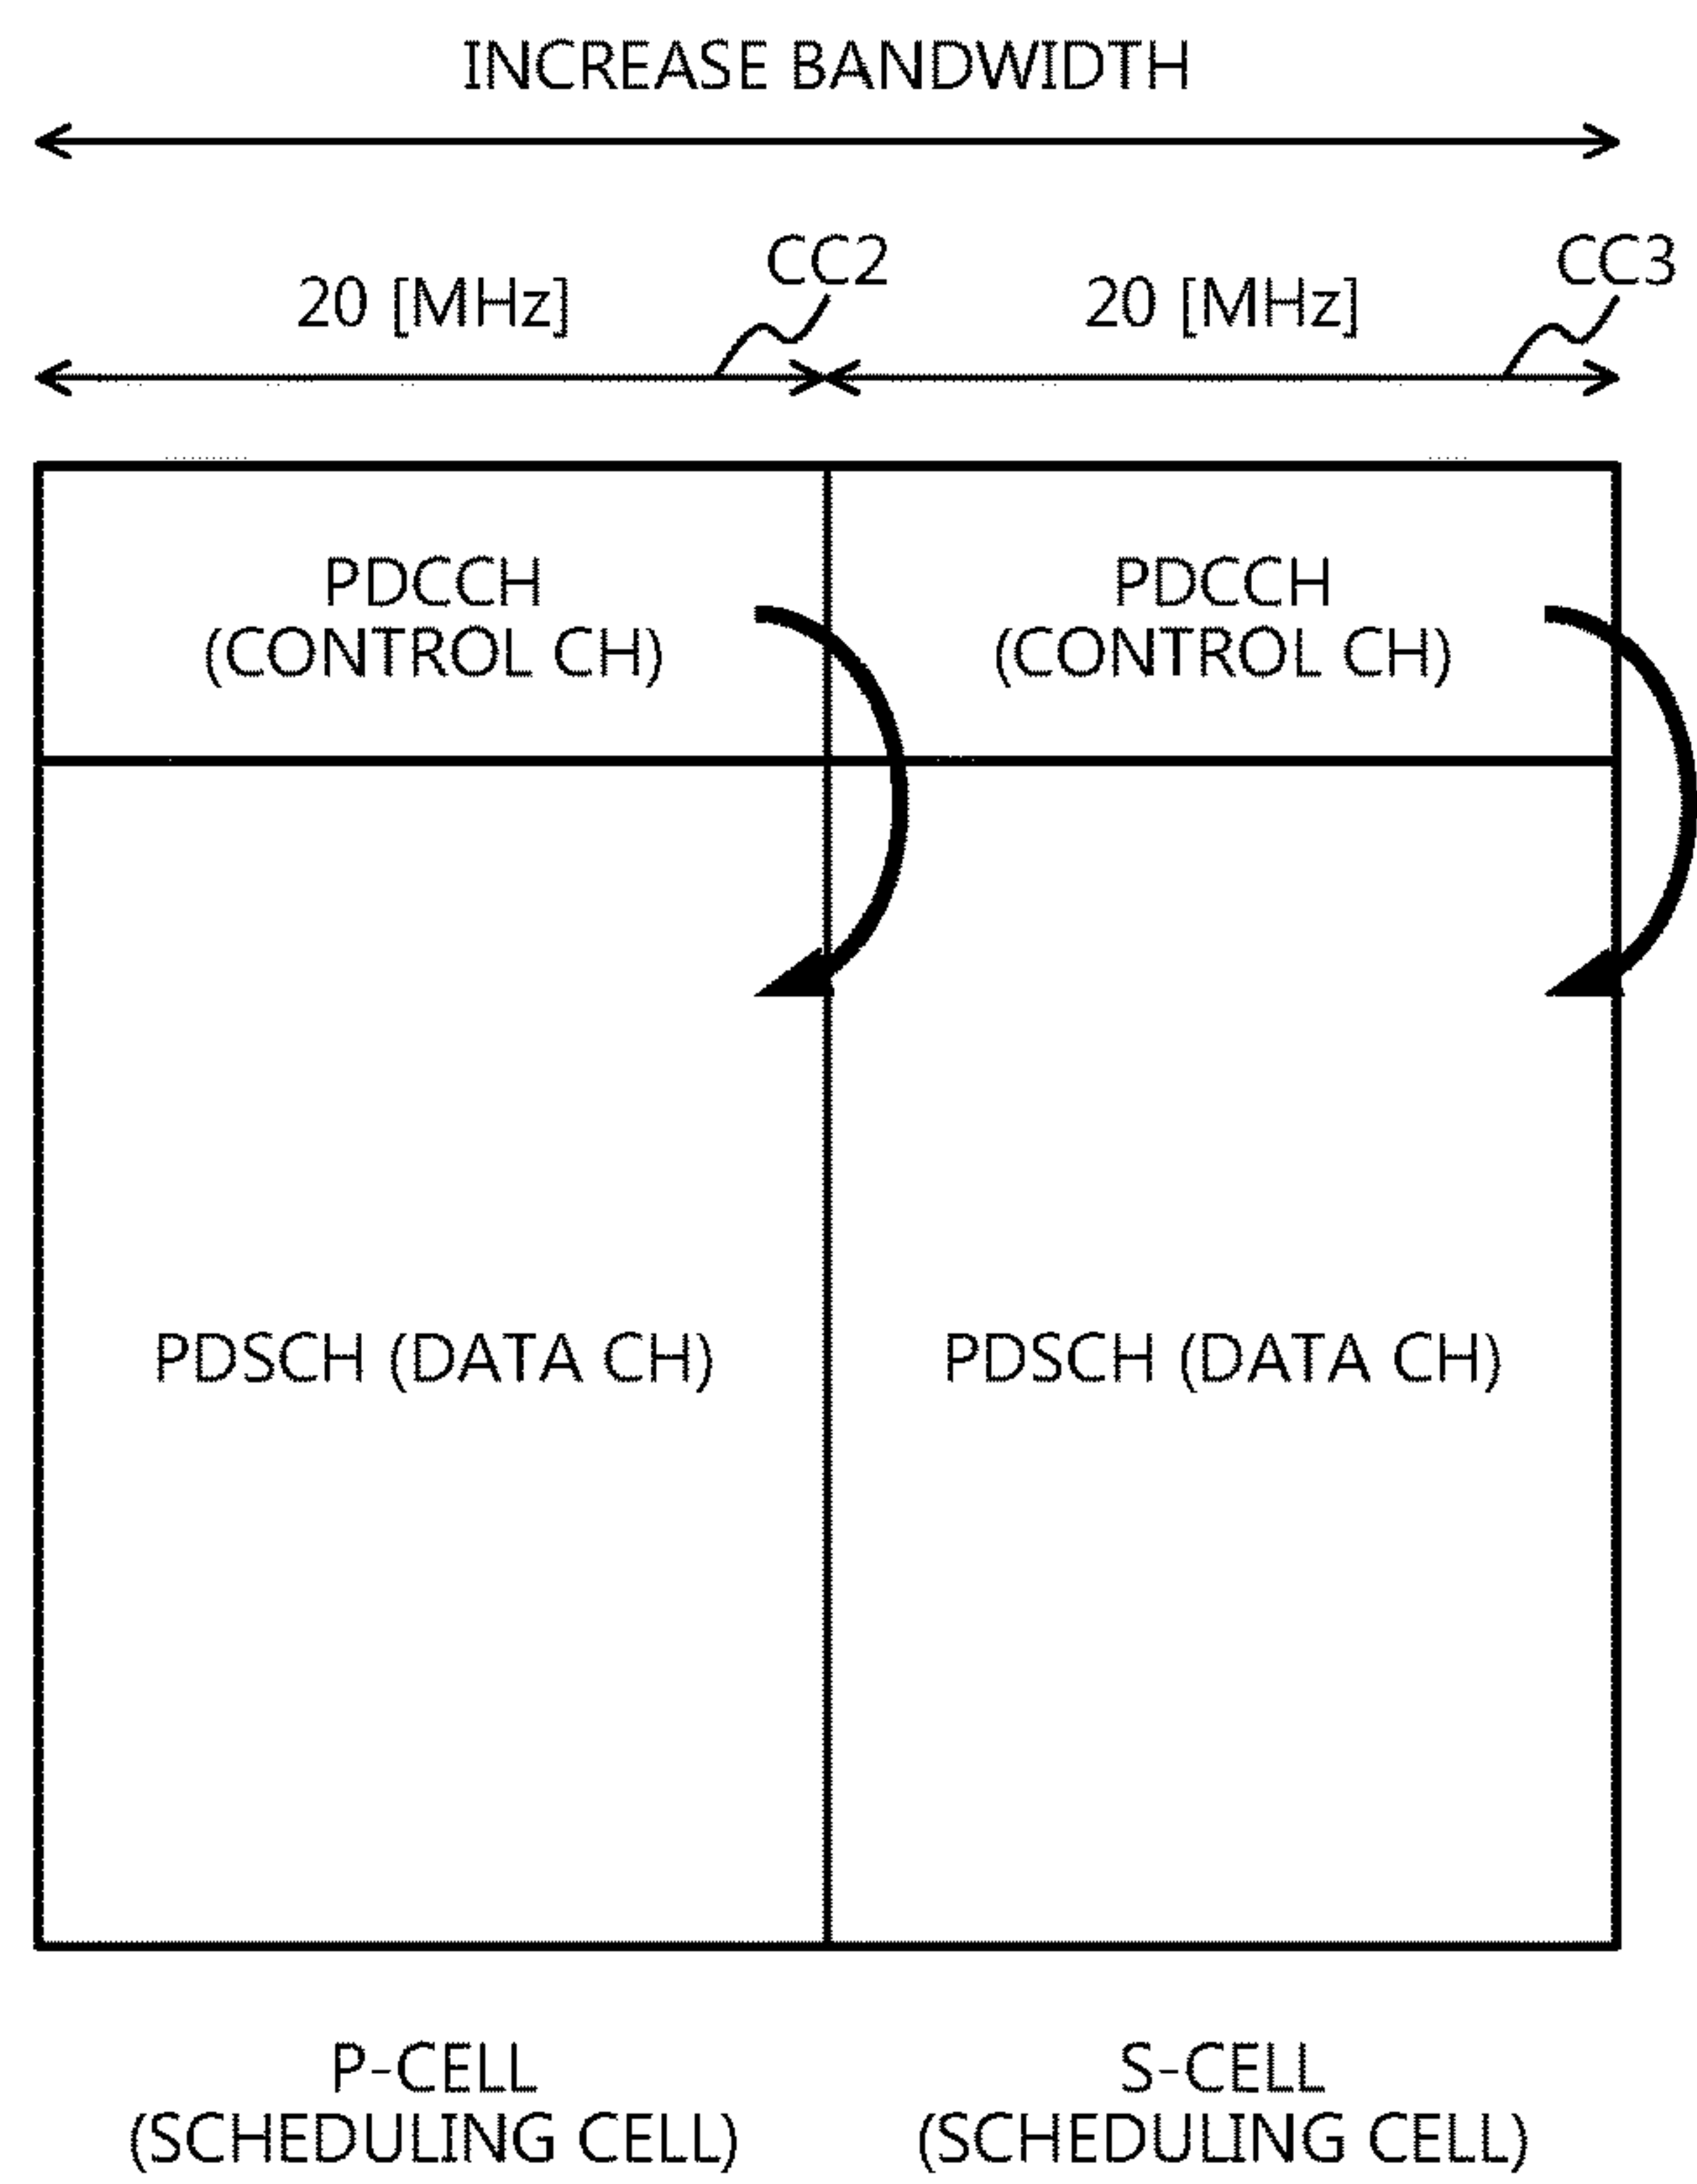 INCREASE BANDWIDTH
CC2
CC3
20 [MHz]
20 [MHz]
PDCCH
(CONTROL CH)
PDCCH
(CONTROL CH)
PDSCH (DATA CH)
PDSCH (DATA CH)
P-CELL
(SCHEDULING CELL)
S-CELL
(SCHEDULING CELL)